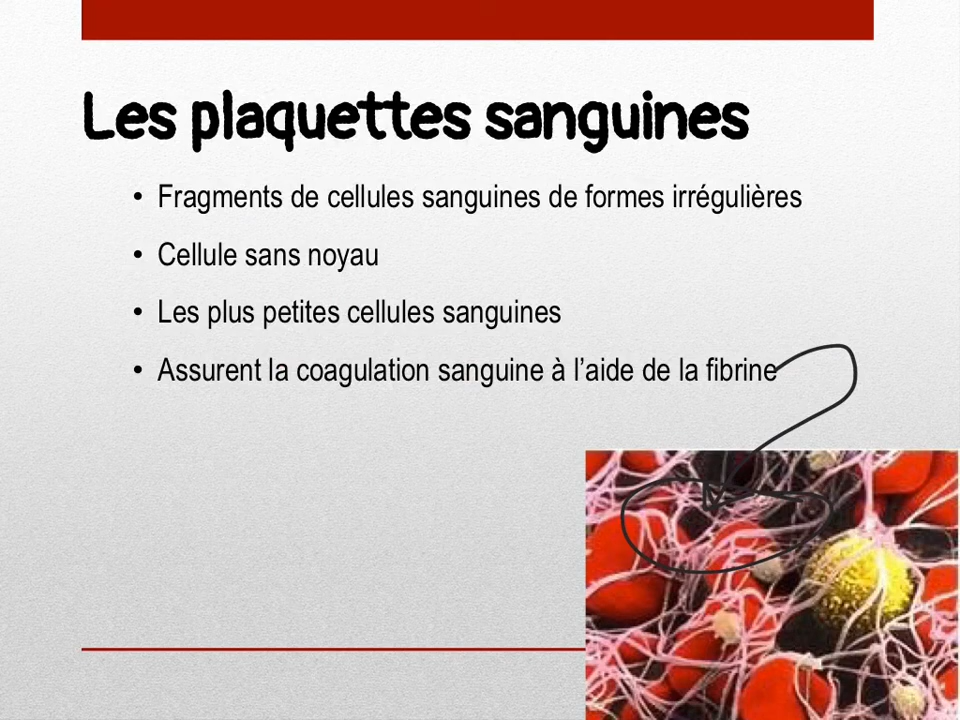 Les plaquettes sanguines
• Fragments de cellules sanguines de formes irrégulières
• Cellule sans noyau
• Les plus petites cellules sanguines
• Assurent la coagulation sanguine à l’aide de la fibrine